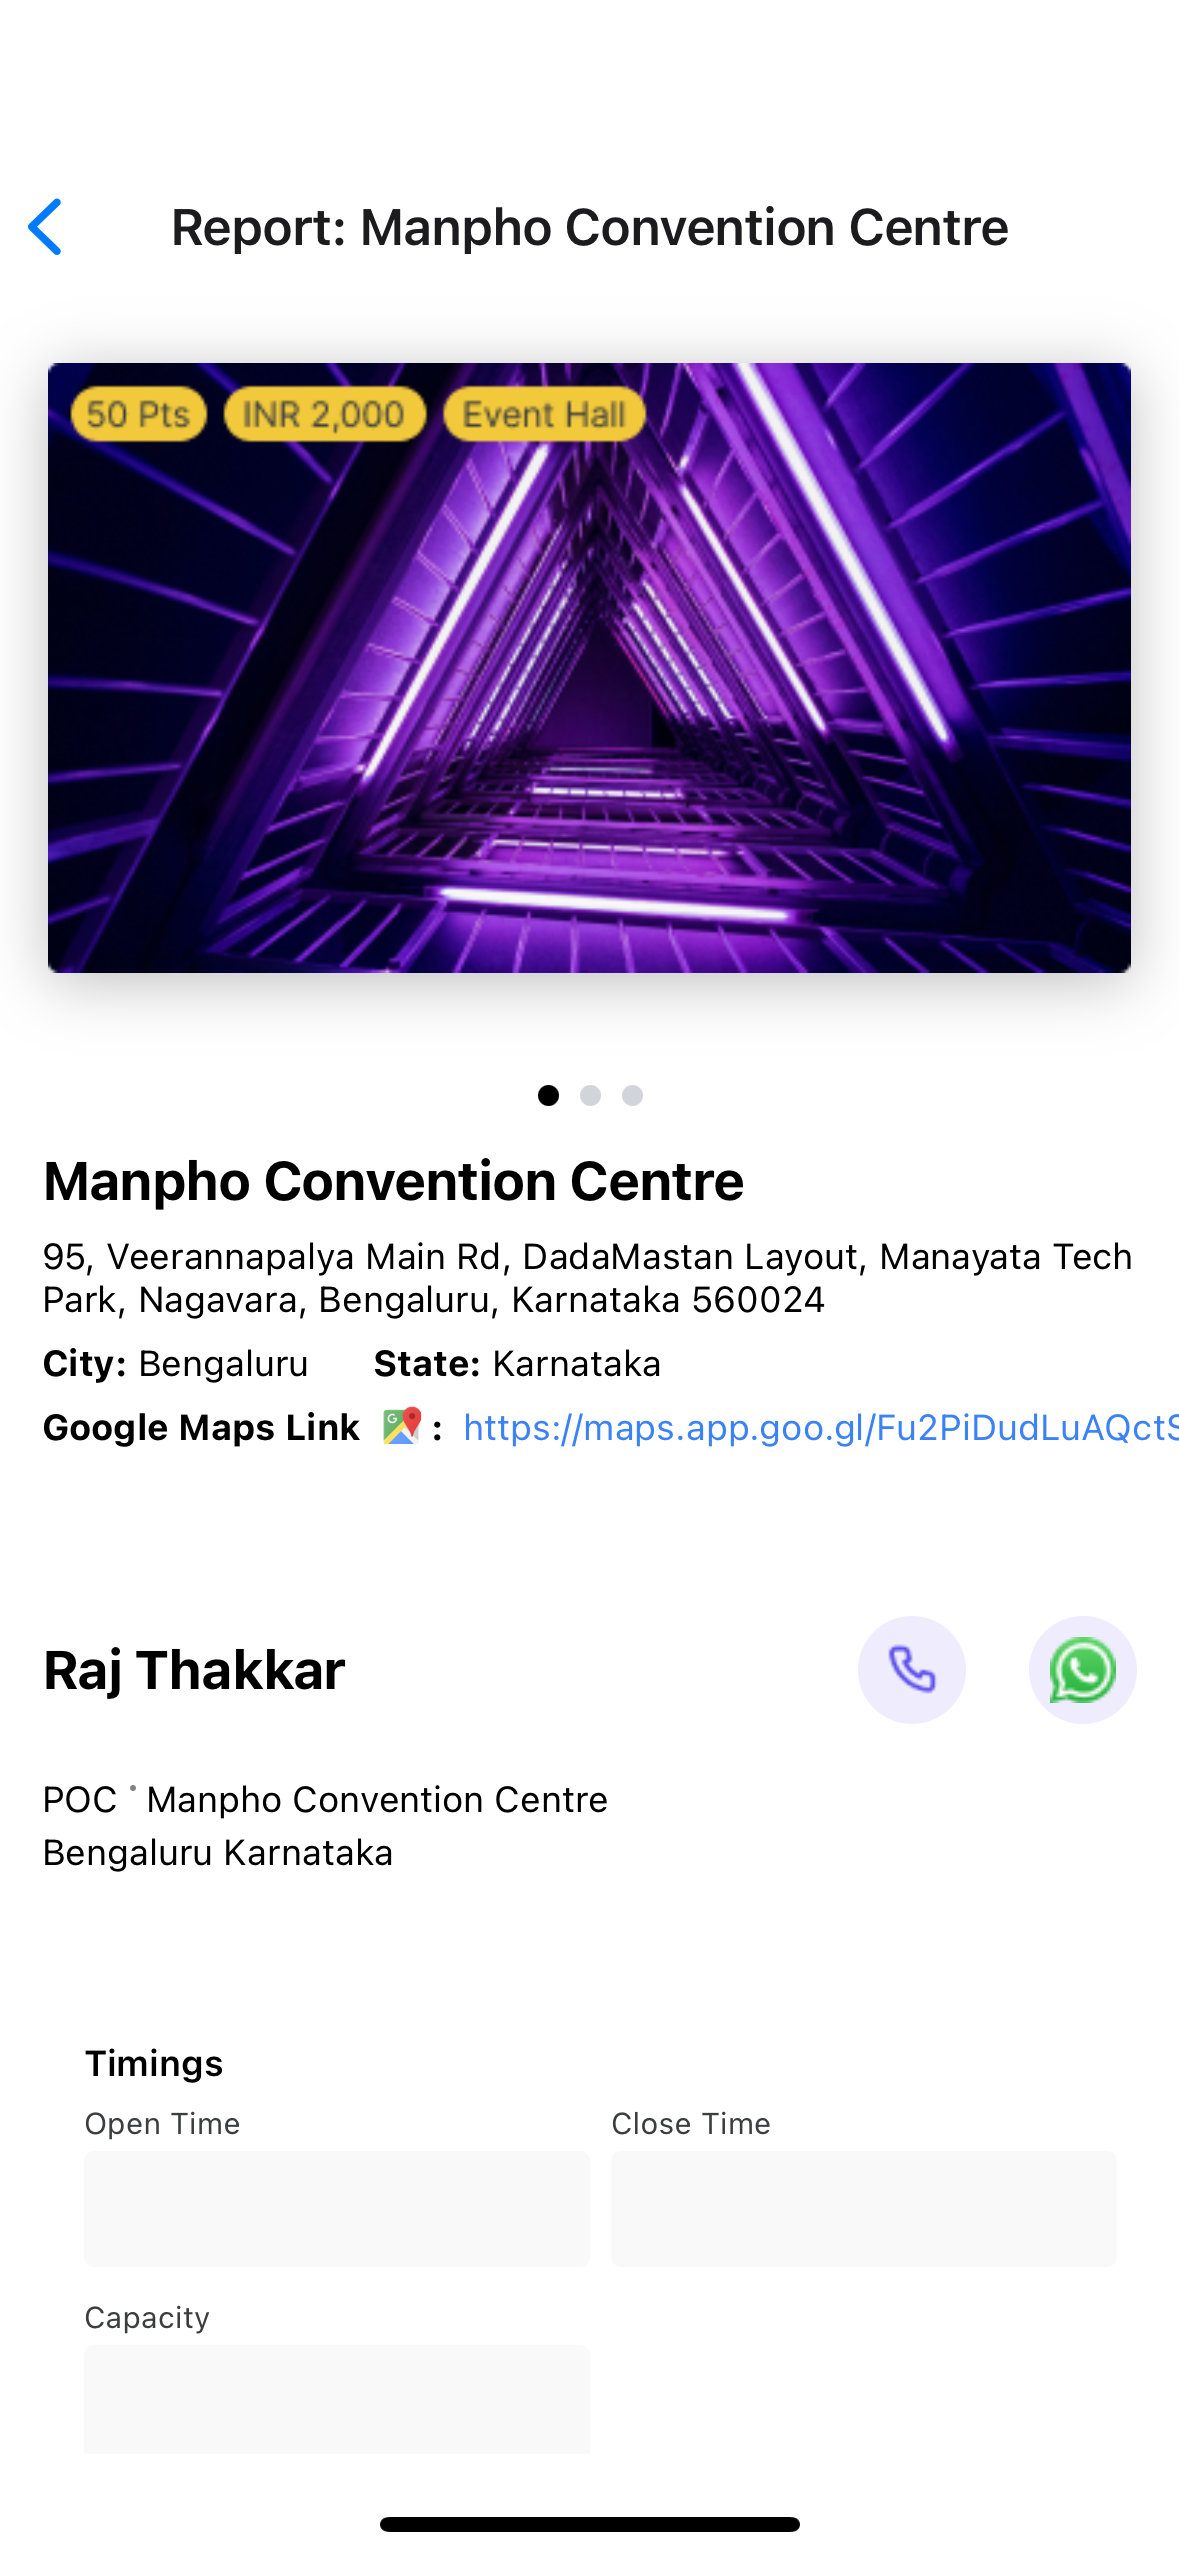 Report: Manpho Convention Centre
50 Pts INR 2,000 Event Hall
Manpho Convention Centre
95, Veerannapalya Main Rd, DadaMastan Layout, Manayata Tech
Park, Nagavara, Bengaluru, Karnataka 560024
City: Bengaluru State: Karnataka
Google Maps Link : https://maps.app.goo.gl/Fu2PiDudLuAQctS
Raj Thakkar
POC • Manpho Convention Centre
Bengaluru Karnataka
Timings
Open Time Close Time
Capacity